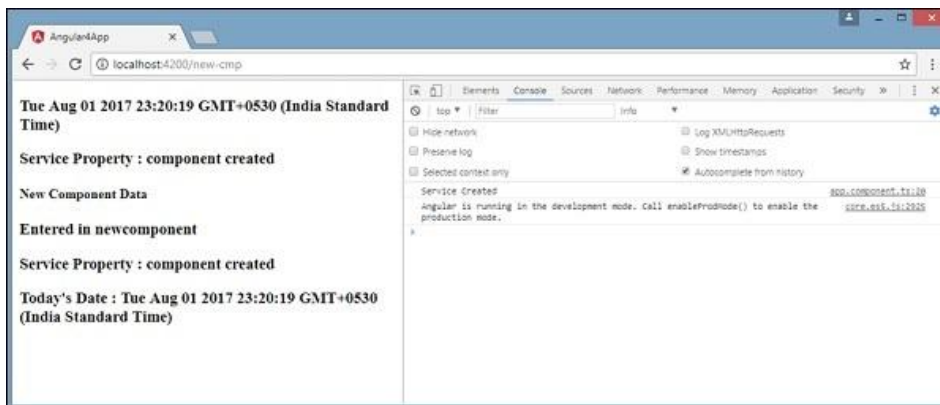 Angular4App
localhost:4200/new-cmp
Tue Aug 01 2017 23:20:19 GMT+0530 (India Standard
Time)
Service Property : component created
New Component Data
Entered in newcomponent
Service Property : component created
Today's Date : Tue Aug 01 2017 23:20:19 GMT+0530
(India Standard Time)
Elements Console Sources Network Performance Memory Application Security »
top Filter Info
Hide network Log XMLHttpRequests
Preserve log Show timestamps
Selected context only Autocomplete from history
Service Created app.component.ts:20
Angular is running in the development mode. Call enableProdMode() to enable the core.es5.js:2925
production mode.